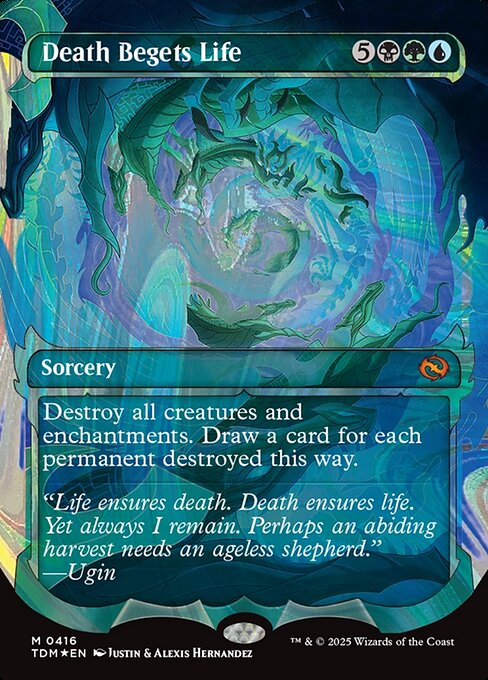 Death Begets Life 5
Sorcery
Destroy all creatures and
enchantments. Draw a card for each
permanent destroyed this way.
“Life ensures death. Death ensures life.
Yet always I remain. Perhaps an abiding
harvest needs an ageless shepherd.”
—Ugin
M 0416
TDM★EN Justin & Alexis Hernandez
™ & © 2025 Wizards of the Coast